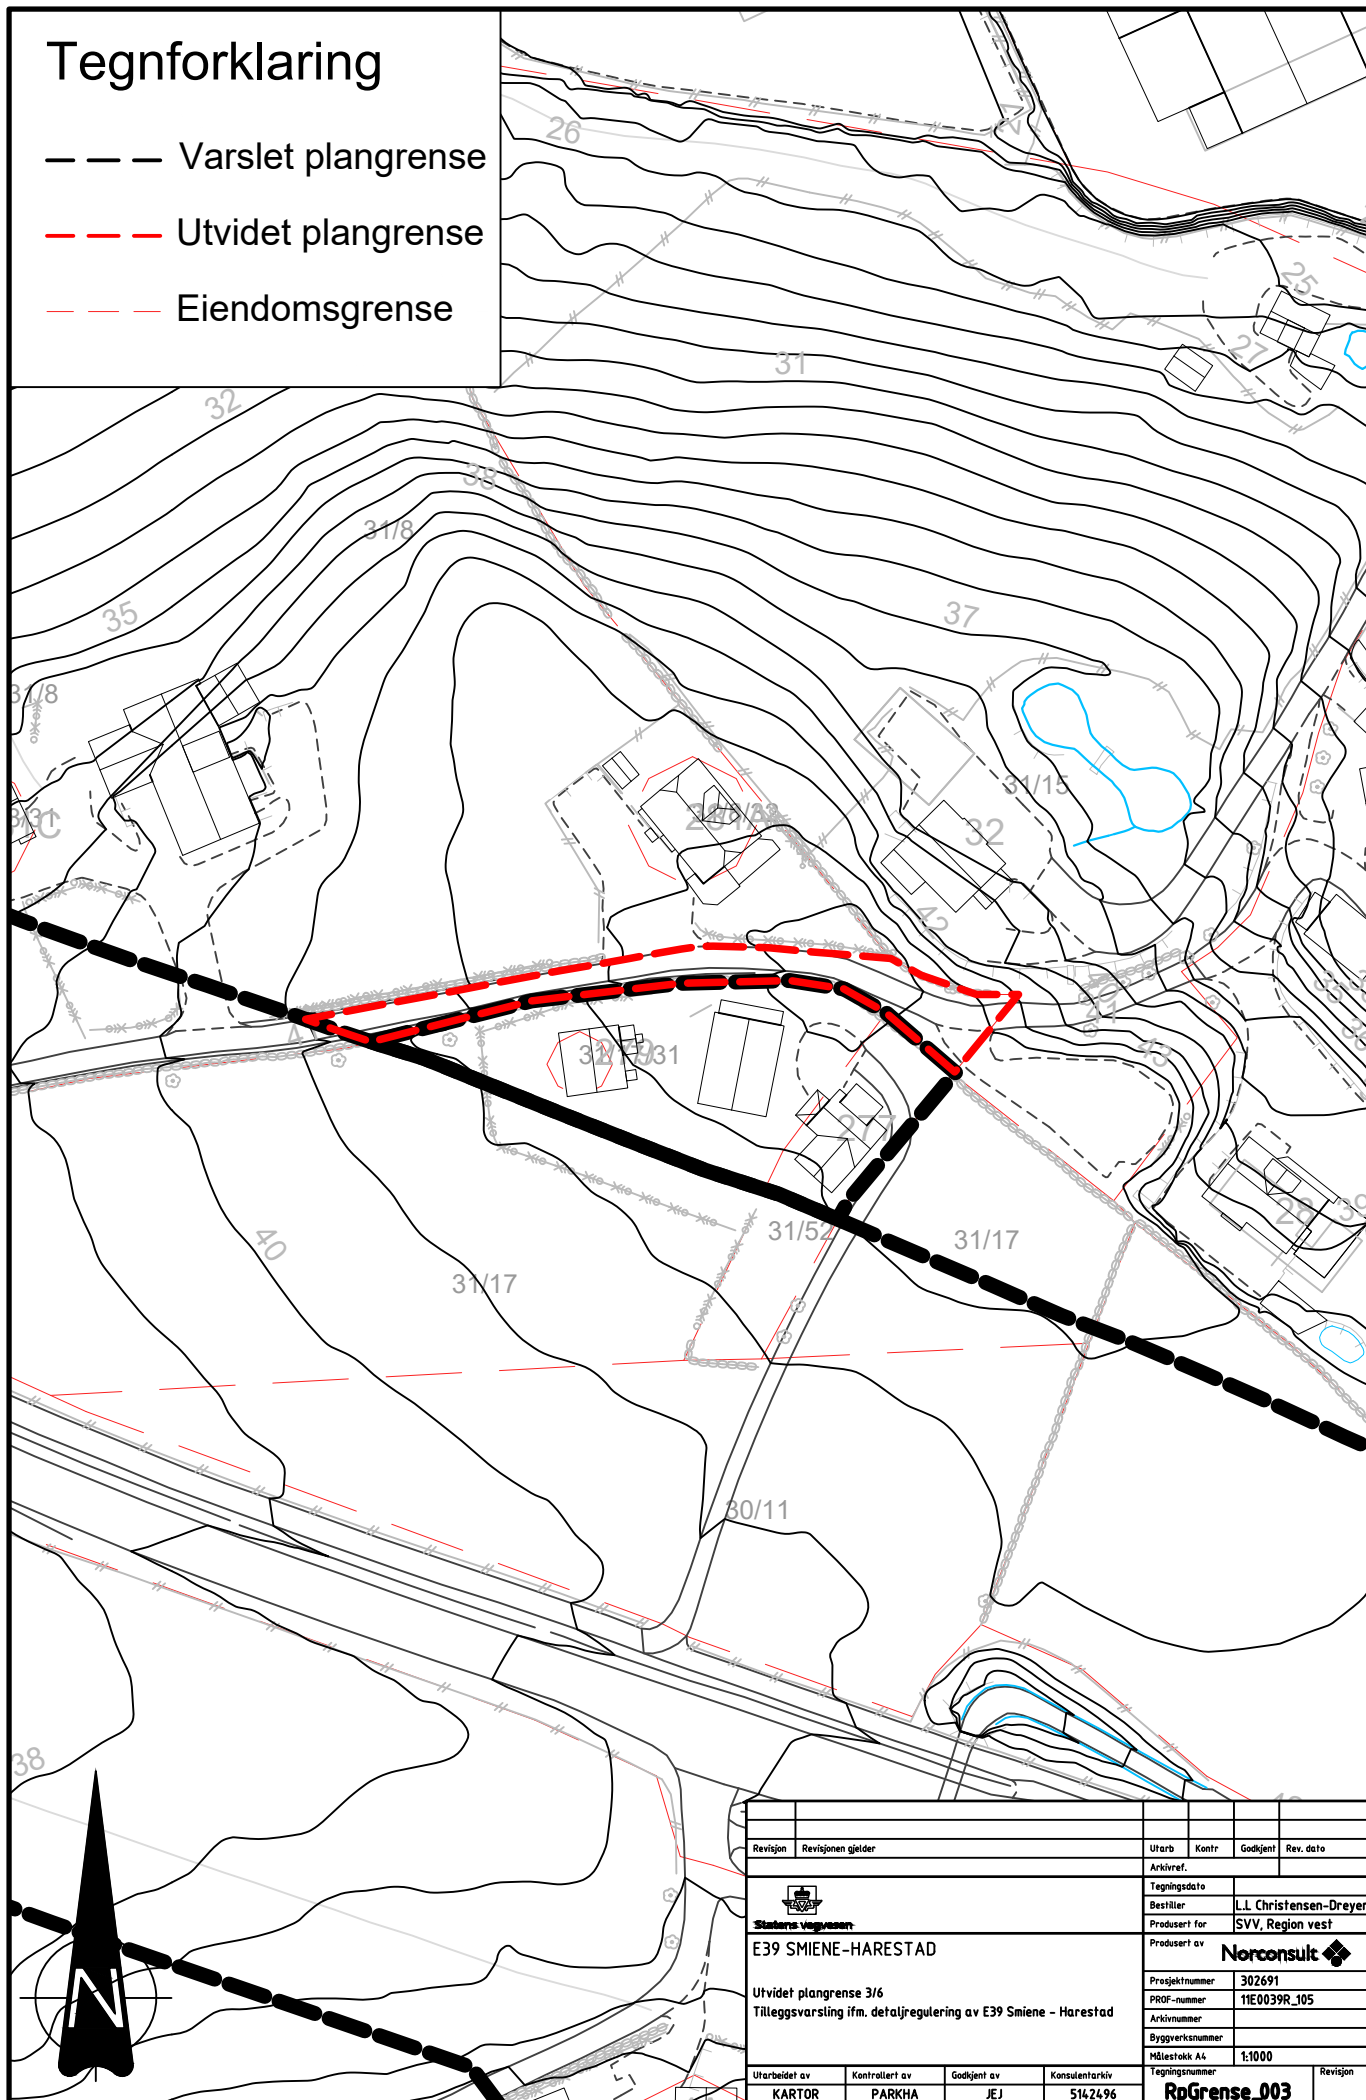 Tegnforklaring
Varslet plangrense
Utvidet plangrense
Eiendomsgrense
26
27
25
27
31
32
38
31/8
35
37
31/8
31/15
32
42
41
43
277
28
39
31/52
31/17
40
31/17
30/11
38
N
Revisjon Revisjonen gjelder Utarb Kontr Godkjent Rev. dato
Arkivref.
Tegningsdato
Statens vegvesen
Bestiller L.L Christensen-Dreyer
Produsert for SVV, Region vest
E39 SMIENE-HARESTAD
Produsert av Norconsult
Utvidet plangrense 3/6
Tilleggsvarsling ifm. detaljregulering av E39 Smiene - Harestad
Prosjektnummer 302691
PROF-nummer 11E0039R_105
Arkivnummer
Byggverksnummer
Målestokk A4 1:1000
Utarbeidet av Kontrollert av Godkjent av Konsulentarkiv Tegningsnummer Revisjon
KARTOR PARKHA JEJ 5142496 RpGrense_003